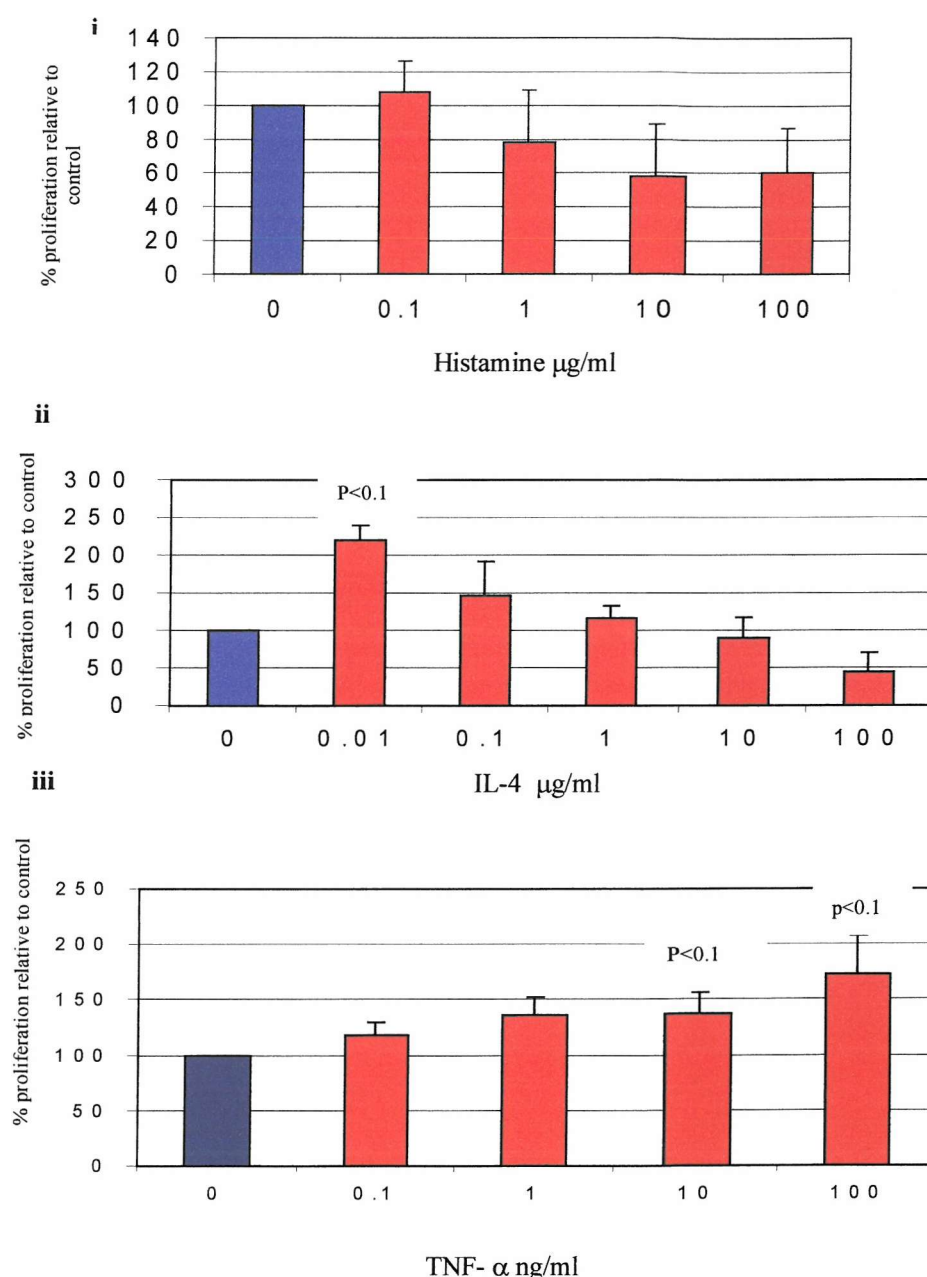 i
% proliferation relative to
control
140
120
100
80
60
40
20
0
0 0.1 1 10 100
Histamine μg/ml
ii
% proliferation relative to control
300
250
200
150
100
50
0
P<0.1
0 0.01 0.1 1 10 100
IL-4 μg/ml
iii
% proliferation relative to control
250
200
150
100
50
0
P<0.1
p<0.1
0 0.1 1 10 100
TNF- α ng/ml